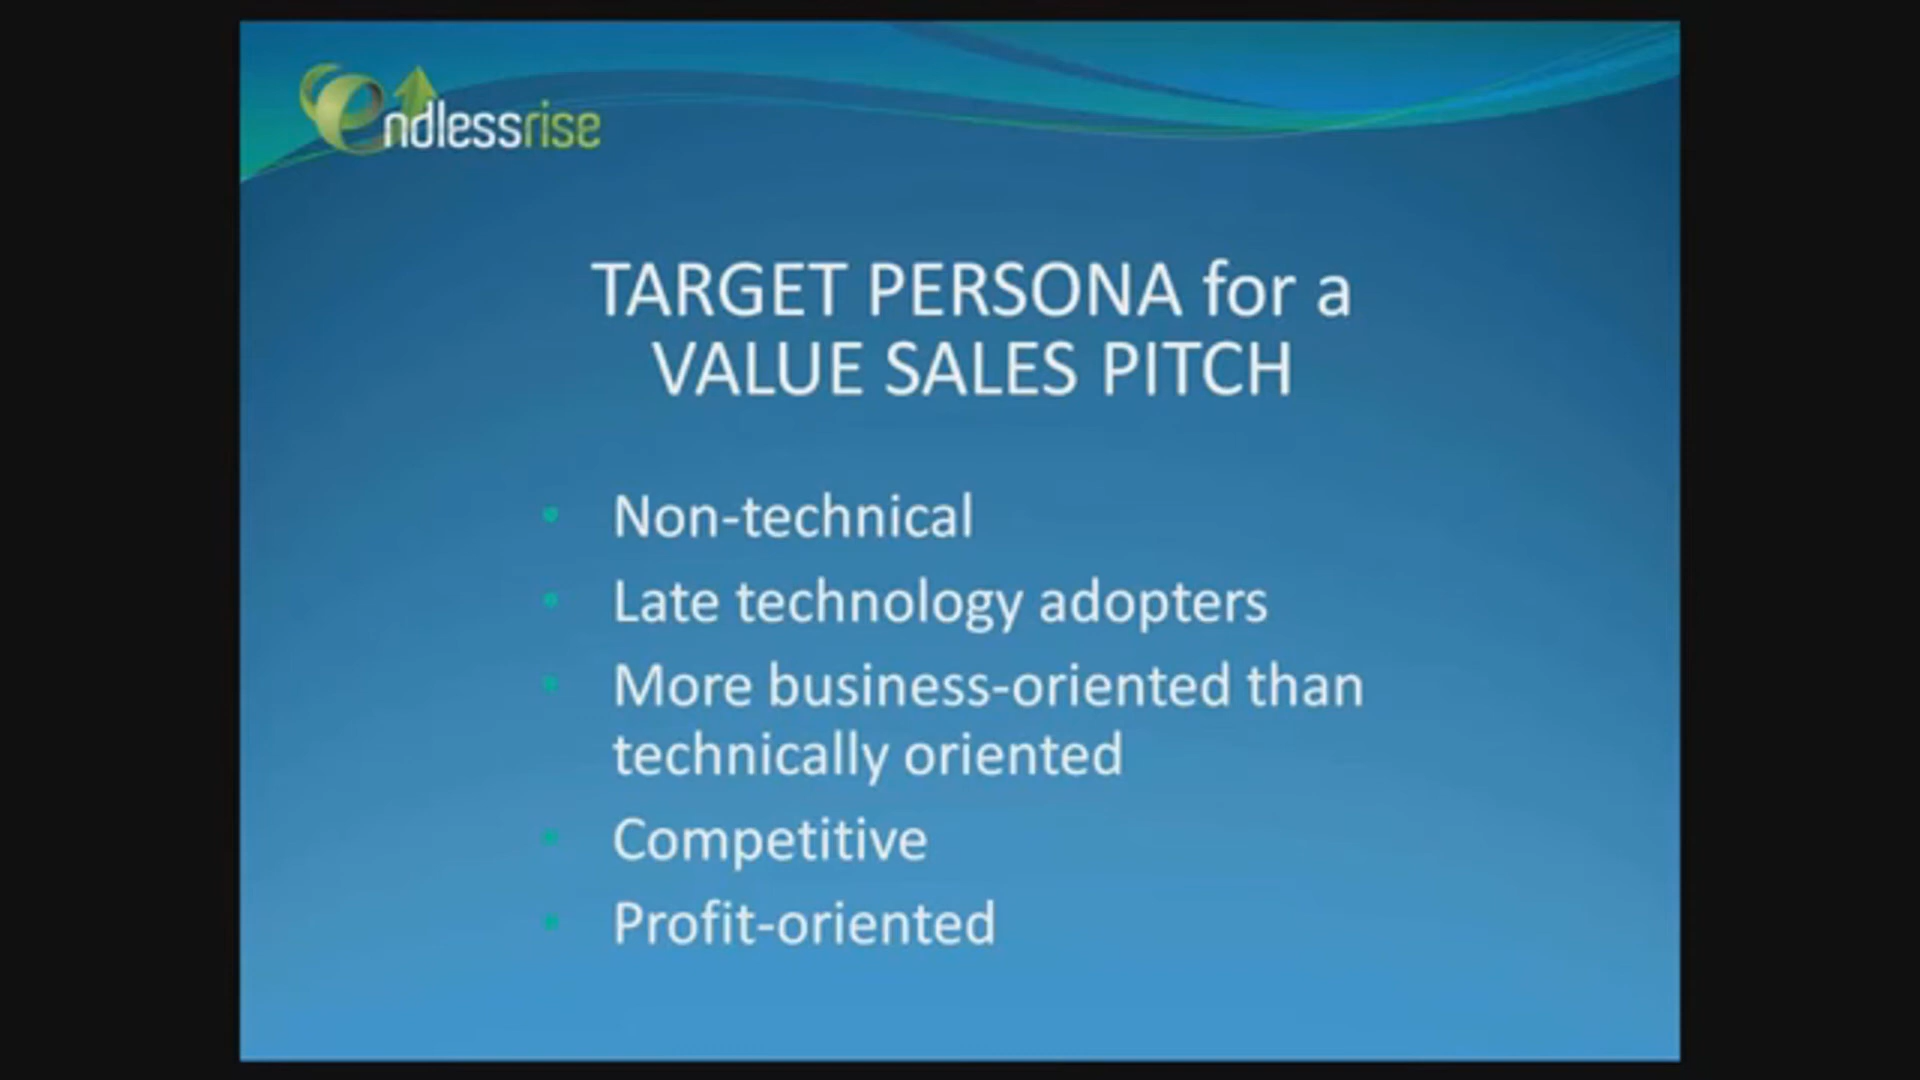 endlessrise
TARGET PERSONA for a
VALUE SALES PITCH
• Non-technical
• Late technology adopters
• More business-oriented than
technically oriented
• Competitive
• Profit-oriented